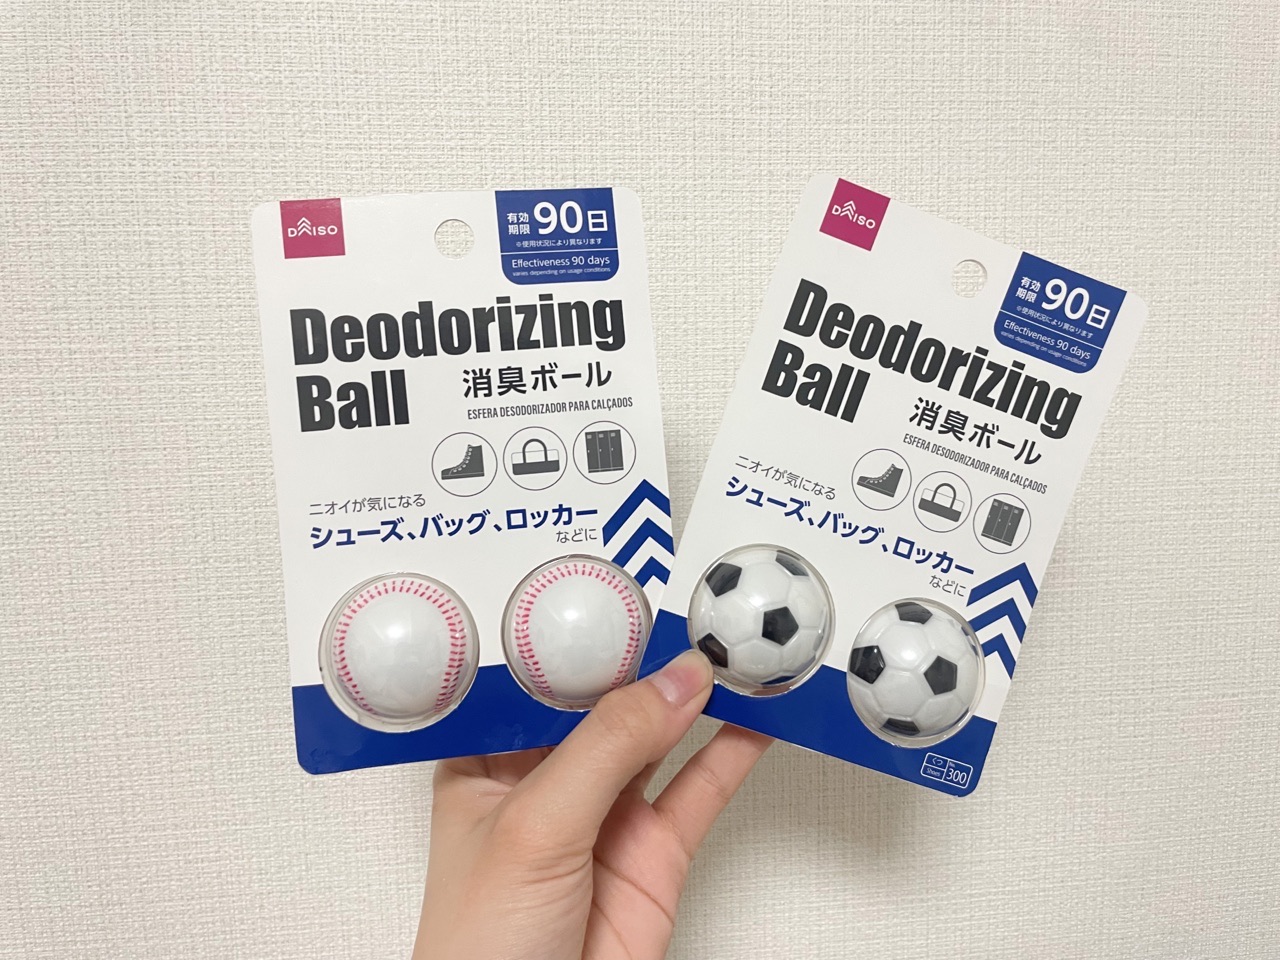 DAISO
有効期限 90日
※使用状況により異なります
Effectiveness 90 days
varies depending on usage conditions
Deodorizing
Ball
消臭ボール
ESFERA DESODORIZADOR PARA CALÇADOS
ニオイが気になる
シューズ、バッグ、ロッカー
などに
DAISO
有効期限 90日
※使用状況により異なります
Effectiveness 90 days
varies depending on usage conditions
Deodorizing
Ball
消臭ボール
ESFERA DESODORIZADOR PARA CALÇADOS
ニオイが気になる
シューズ、バッグ、ロッカー
などに
くつ
Shoes
No.
300